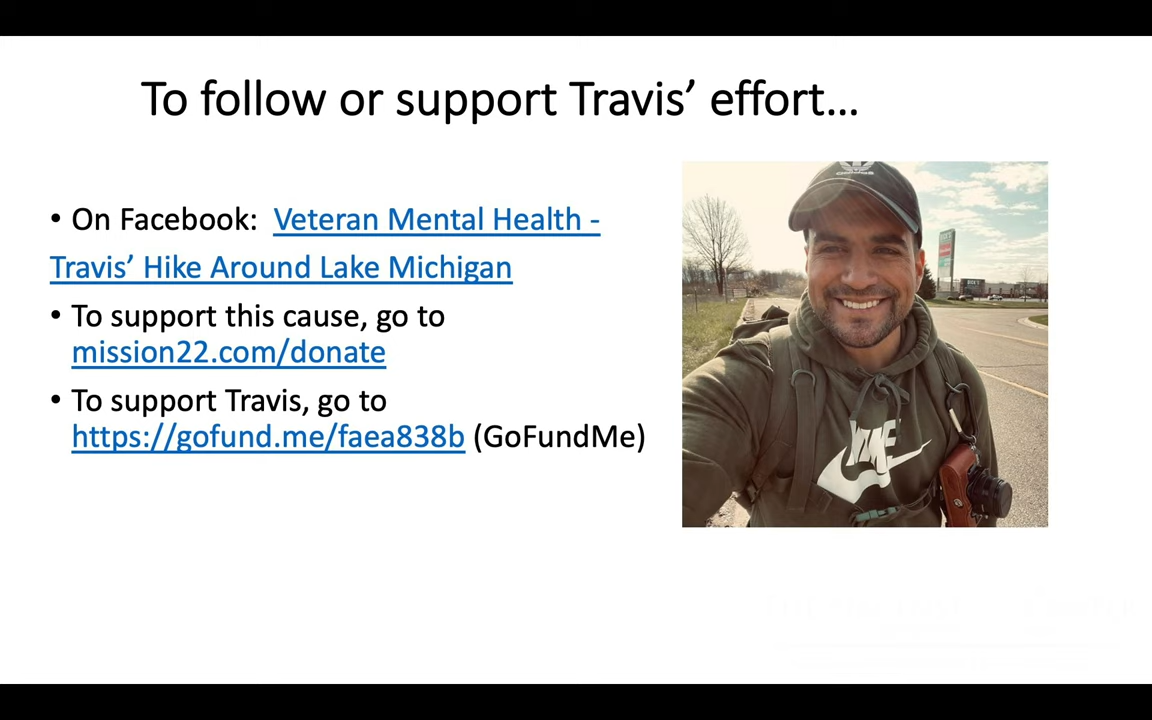 To follow or support Travis’ effort…
• On Facebook:  Veteran Mental Health -
Travis’ Hike Around Lake Michigan
• To support this cause, go to
mission22.com/donate
• To support Travis, go to
https://gofund.me/faea838b (GoFundMe)
NIKE